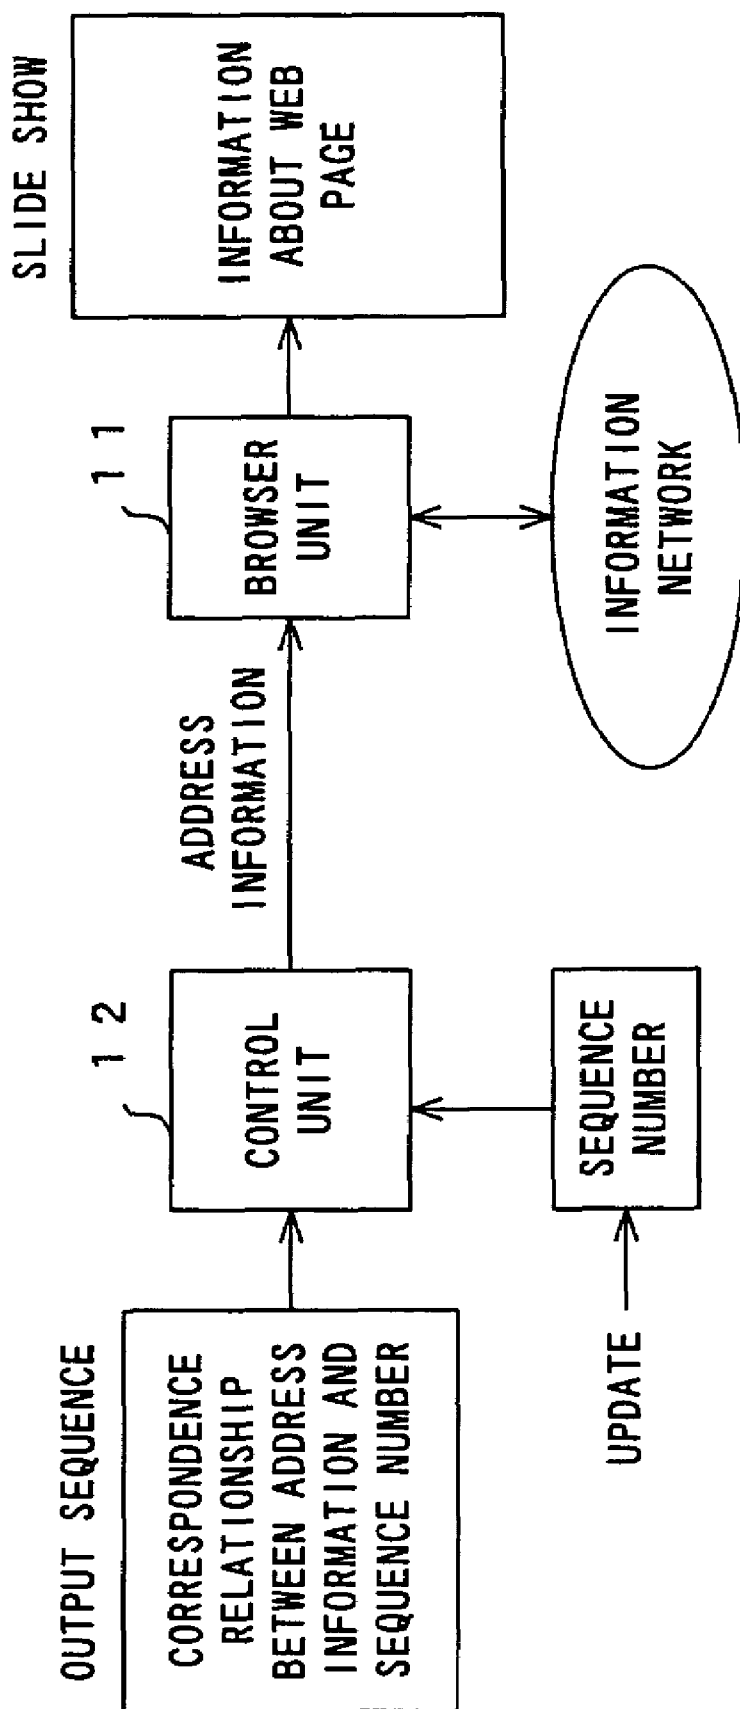 OUTPUT SEQUENCE
CORRESPONDENCE
RELATIONSHIP
BETWEEN ADDRESS
INFORMATION AND
SEQUENCE NUMBER
12
CONTROL
UNIT
UPDATE
SEQUENCE
NUMBER
ADDRESS
INFORMATION
11
BROWSER
UNIT
INFORMATION
NETWORK
SLIDE SHOW
INFORMATION
ABOUT WEB
PAGE